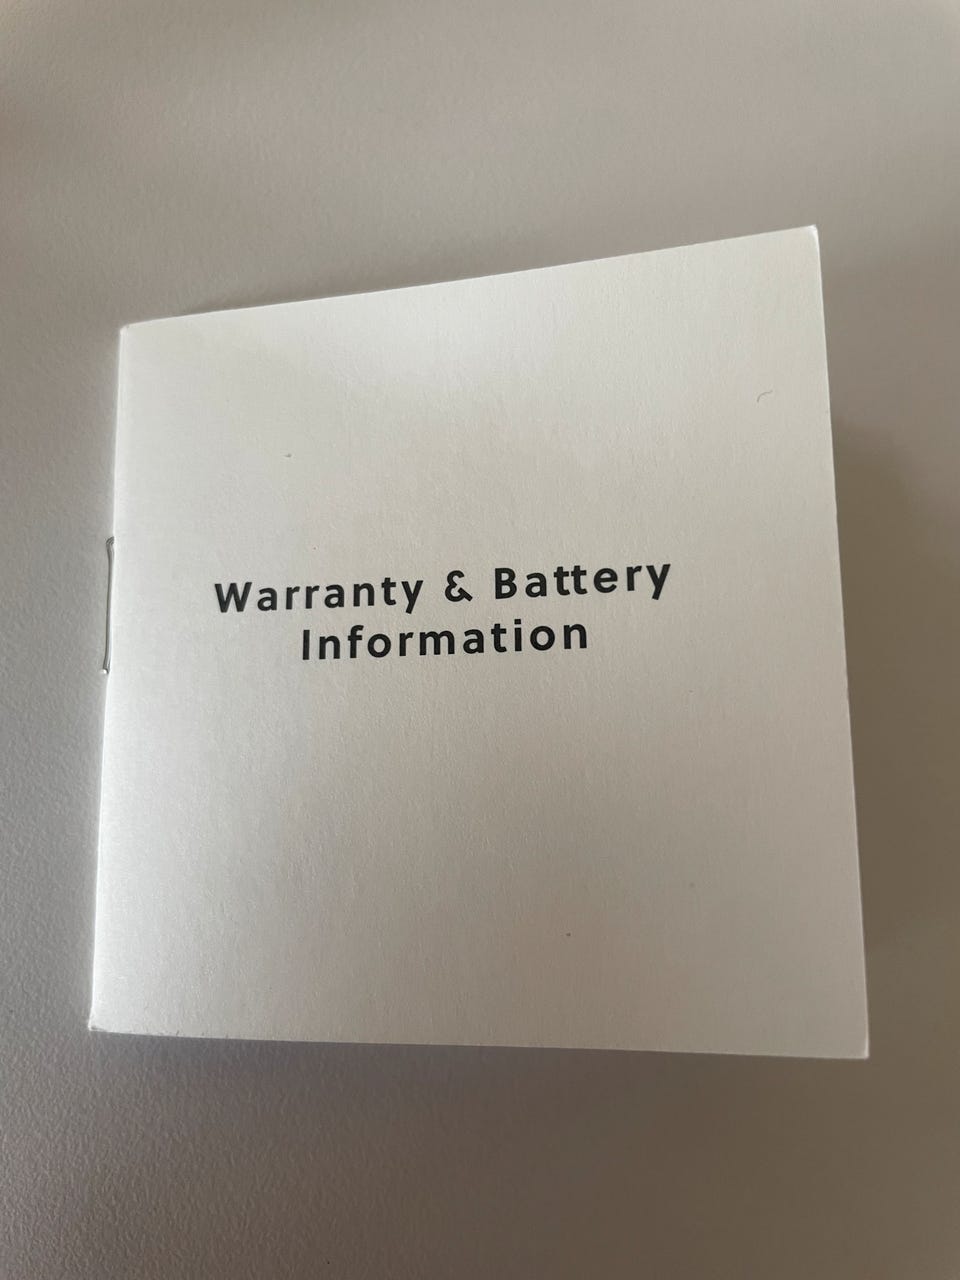 Warranty & Battery
Information